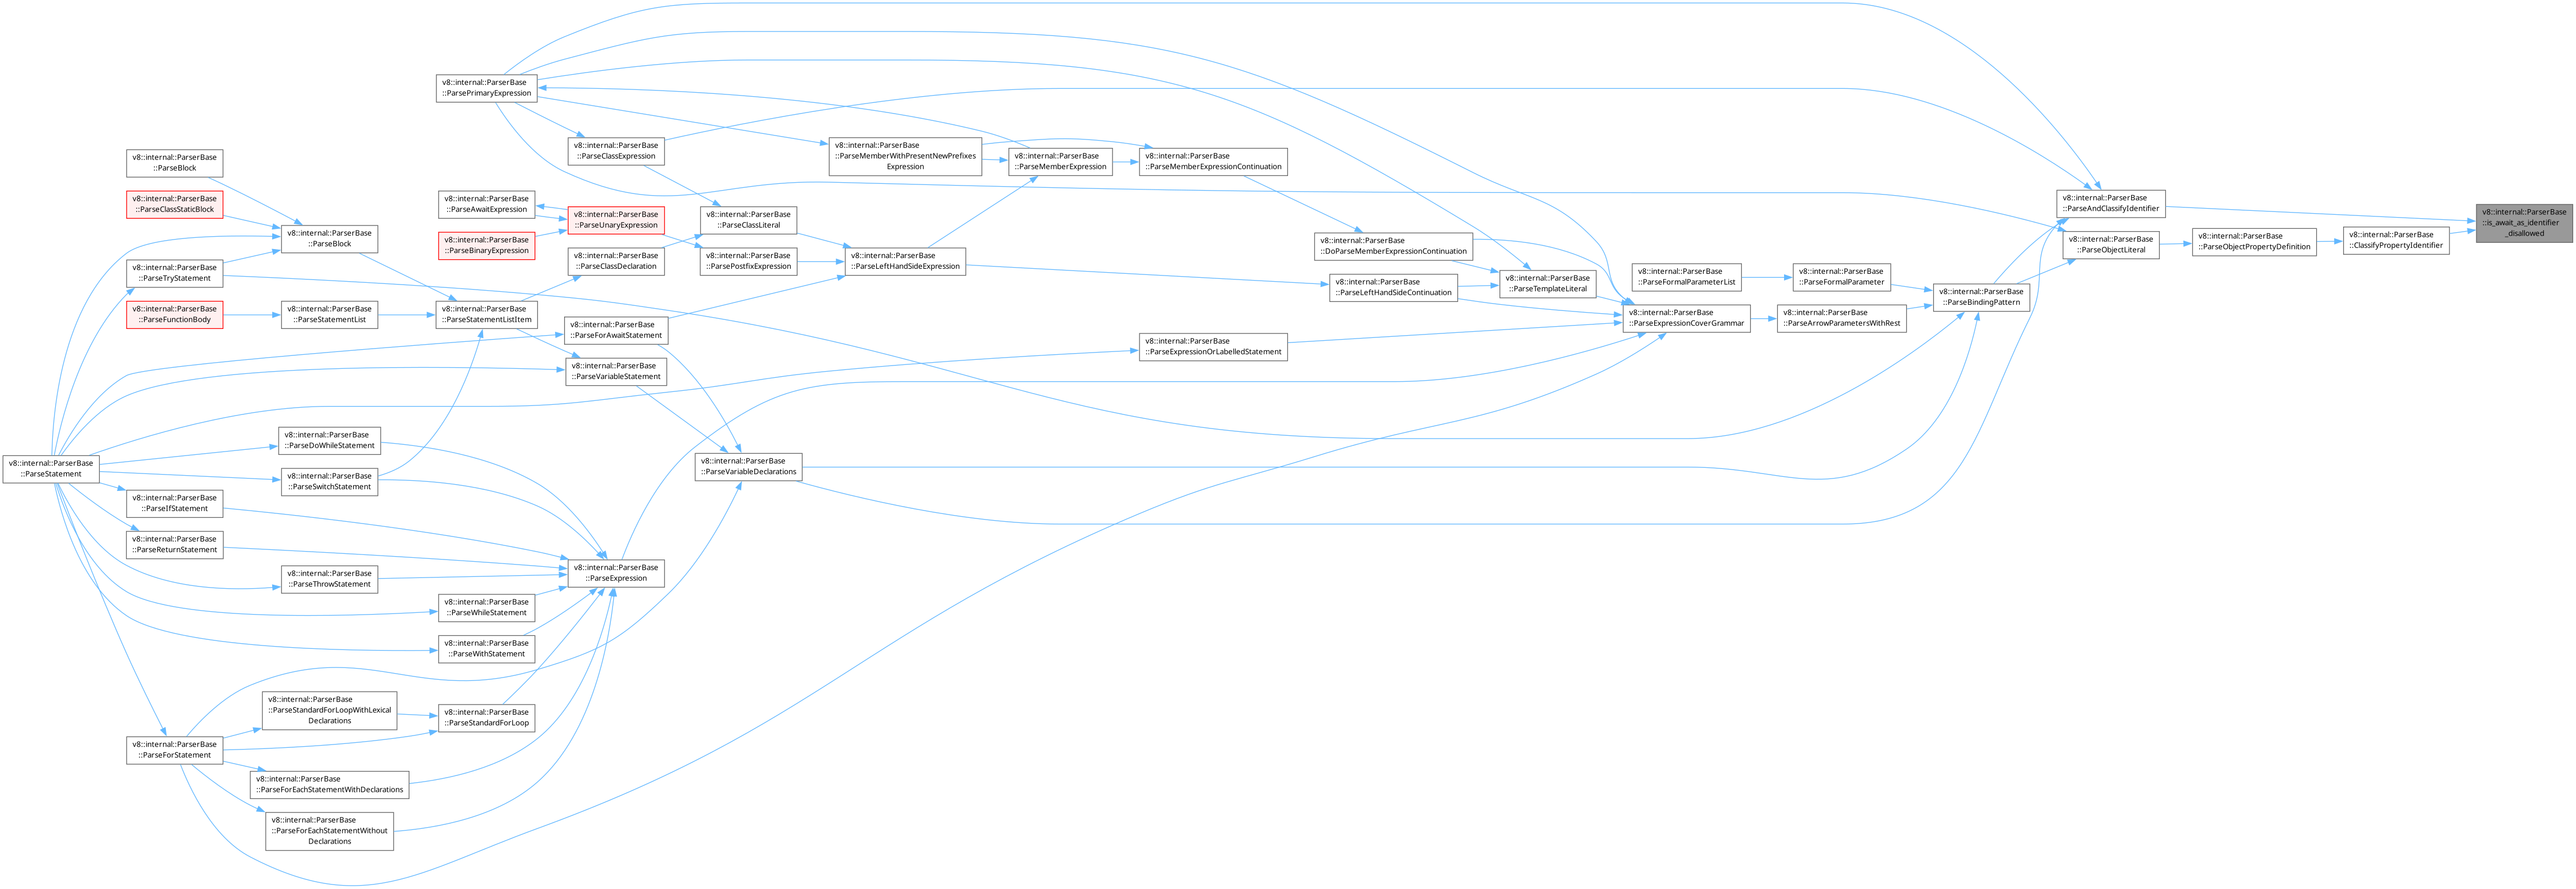 v8::internal::ParserBase
::ParsePrimaryExpression
v8::internal::ParserBase
::ParseBlock
v8::internal::ParserBase
::ParseClassStaticBlock
v8::internal::ParserBase
::ParseBlock
v8::internal::ParserBase
::ParseTryStatement
v8::internal::ParserBase
::ParseFunctionBody
v8::internal::ParserBase
::ParseStatementList
v8::internal::ParserBase
::ParseStatementListItem
v8::internal::ParserBase
::ParseAwaitExpression
v8::internal::ParserBase
::ParseBinaryExpression
v8::internal::ParserBase
::ParseClassExpression
v8::internal::ParserBase
::ParseUnaryExpression
v8::internal::ParserBase
::ParseClassDeclaration
v8::internal::ParserBase
::ParseForAwaitStatement
v8::internal::ParserBase
::ParseVariableStatement
v8::internal::ParserBase
::ParseClassLiteral
v8::internal::ParserBase
::ParsePostfixExpression
v8::internal::ParserBase
::ParseMemberWithPresentNewPrefixes
Expression
v8::internal::ParserBase
::ParseLeftHandSideExpression
v8::internal::ParserBase
::ParseMemberExpression
v8::internal::ParserBase
::ParseMemberExpressionContinuation
v8::internal::ParserBase
::ParseExpressionOrLabelledStatement
v8::internal::ParserBase
::DoParseMemberExpressionContinuation
v8::internal::ParserBase
::ParseLeftHandSideContinuation
v8::internal::ParserBase
::ParseTemplateLiteral
v8::internal::ParserBase
::ParseFormalParameterList
v8::internal::ParserBase
::ParseExpressionCoverGrammar
v8::internal::ParserBase
::ParseFormalParameter
v8::internal::ParserBase
::ParseArrowParametersWithRest
v8::internal::ParserBase
::ParseBindingPattern
v8::internal::ParserBase
::ParseAndClassifyIdentifier
v8::internal::ParserBase
::ParseObjectLiteral
v8::internal::ParserBase
::ParseObjectPropertyDefinition
v8::internal::ParserBase
::ClassifyPropertyIdentifier
v8::internal::ParserBase
::is_await_as_identifier
_disallowed
v8::internal::ParserBase
::ParseStatement
v8::internal::ParserBase
::ParseDoWhileStatement
v8::internal::ParserBase
::ParseSwitchStatement
v8::internal::ParserBase
::ParseIfStatement
v8::internal::ParserBase
::ParseReturnStatement
v8::internal::ParserBase
::ParseThrowStatement
v8::internal::ParserBase
::ParseWhileStatement
v8::internal::ParserBase
::ParseWithStatement
v8::internal::ParserBase
::ParseExpression
v8::internal::ParserBase
::ParseVariableDeclarations
v8::internal::ParserBase
::ParseStandardForLoopWithLexical
Declarations
v8::internal::ParserBase
::ParseStandardForLoop
v8::internal::ParserBase
::ParseForStatement
v8::internal::ParserBase
::ParseForEachStatementWithDeclarations
v8::internal::ParserBase
::ParseForEachStatementWithout
Declarations